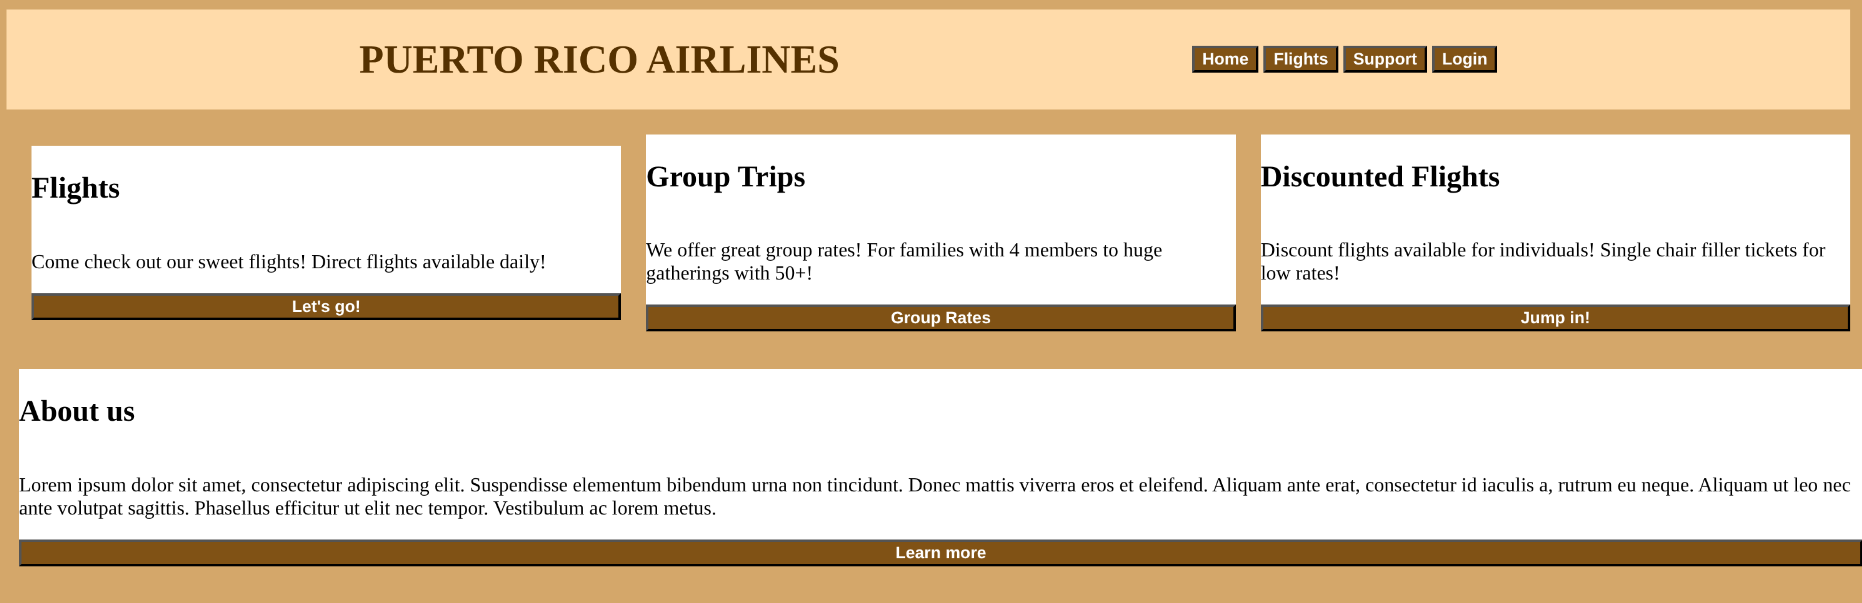 PUERTO RICO AIRLINES
Home Flights Support Login
Flights
Come check out our sweet flights! Direct flights available daily!
Let's go!
Group Trips
We offer great group rates! For families with 4 members to huge
gatherings with 50+!
Group Rates
Discounted Flights
Discount flights available for individuals! Single chair filler tickets for
low rates!
Jump in!
About us
Lorem ipsum dolor sit amet, consectetur adipiscing elit. Suspendisse elementum bibendum urna non tincidunt. Donec mattis viverra eros et eleifend. Aliquam ante erat, consectetur id iaculis a, rutrum eu neque. Aliquam ut leo nec
ante volutpat sagittis. Phasellus efficitur ut elit nec tempor. Vestibulum ac lorem metus.
Learn more